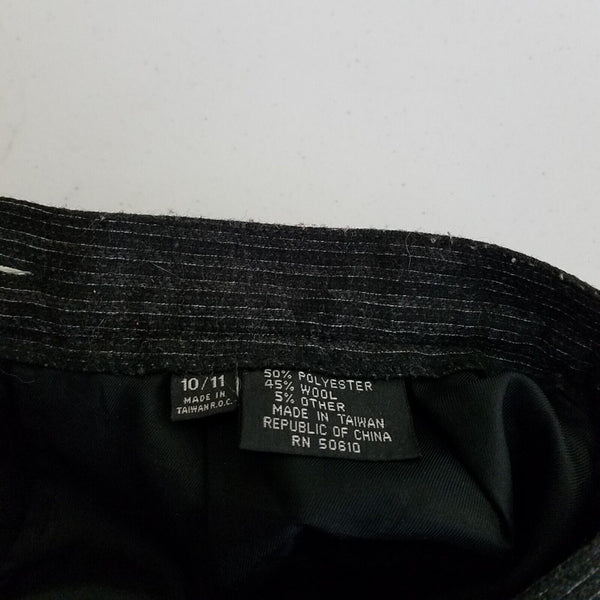 10/11
MADE IN
TAIWAN R.O.C.
50% POLYESTER
45% WOOL
5% OTHER
MADE IN TAIWAN
REPUBLIC OF CHINA
RN 50610